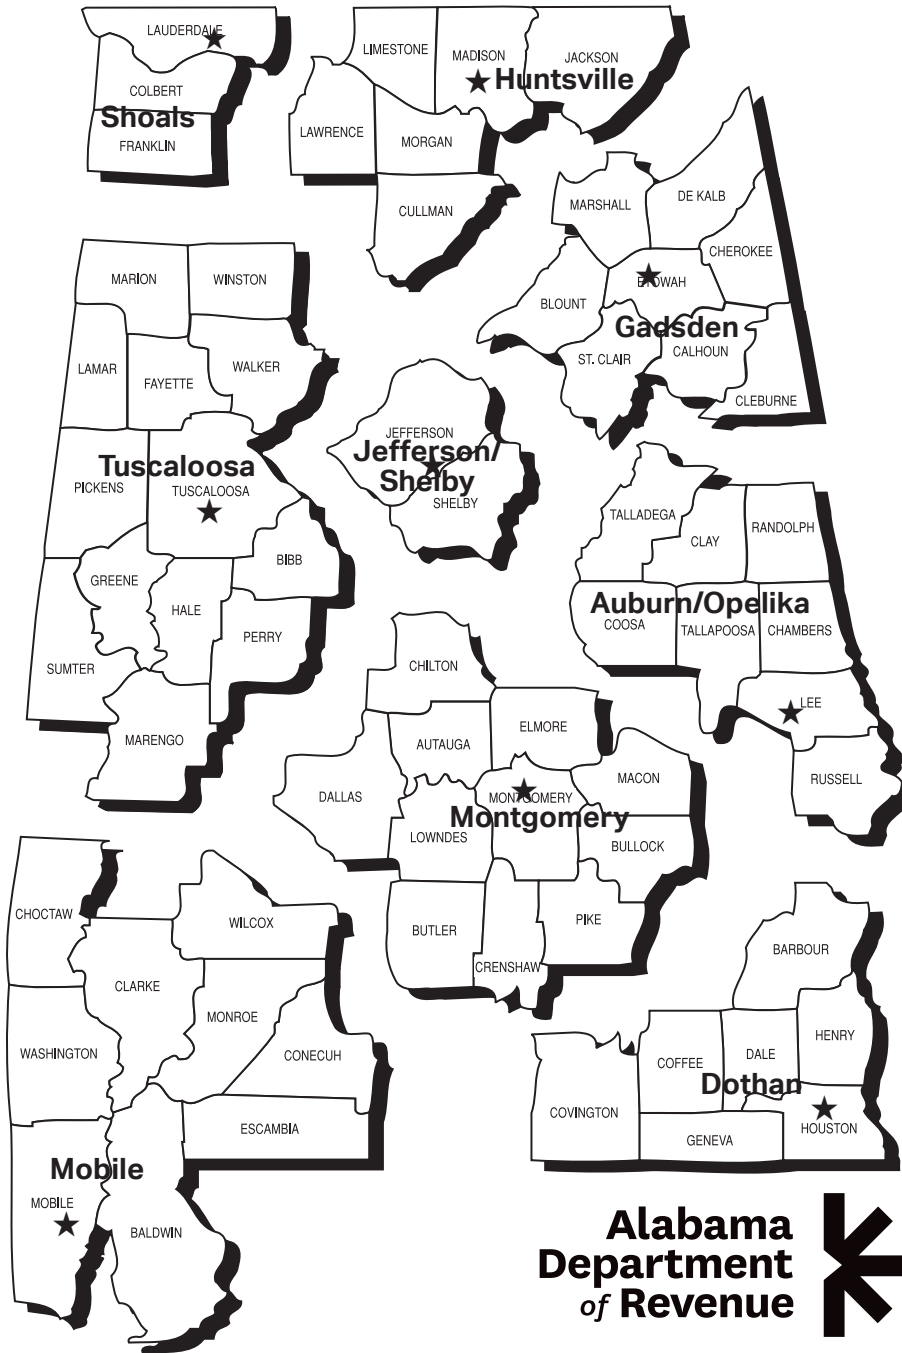 LAUDERDALE
COLBERT
Shoals
FRANKLIN
LIMESTONE
MADISON
JACKSON
Huntsville
LAWRENCE
MORGAN
CULLMAN
MARSHALL
DE KALB
CHEROKEE
ETOWAH
BLOUNT
Gadsden
ST. CLAIR
CALHOUN
CLEBURNE
MARION
WINSTON
LAMAR
FAYETTE
WALKER
Tuscaloosa
PICKENS
TUSCALOOSA
BIBB
GREENE
HALE
PERRY
SUMTER
MARENGO
JEFFERSON
Jefferson/
Shelby
SHELBY
TALLADEGA
CLAY
RANDOLPH
Auburn/Opelika
COOSA
TALLAPOOSA
CHAMBERS
LEE
RUSSELL
CHILTON
ELMORE
AUTAUGA
DALLAS
MONTGOMERY
MACON
Montgomery
LOWNDES
BULLOCK
BUTLER
PIKE
CRENSHAW
CHOCTAW
WILCOX
CLARKE
MONROE
WASHINGTON
CONECUH
ESCAMBIA
Mobile
MOBILE
BALDWIN
BARBOUR
HENRY
COFFEE
DALE
Dothan
COVINGTON
HOUSTON
GENEVA
Alabama
Department
of Revenue